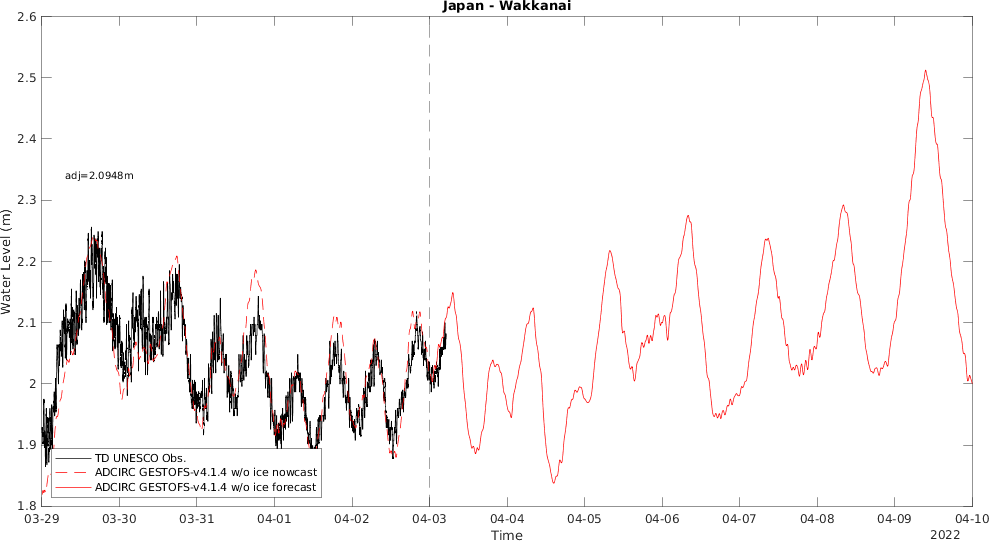 Japan - Wakkanai
2.6
2.5
2.4
2.3
2.2
2.1
2
1.9
1.8
Water Level (m)
adj=2.0948m
TD UNESCO Obs.
ADCIRC GESTOFS-v4.1.4 w/o ice nowcast
ADCIRC GESTOFS-v4.1.4 w/o ice forecast
03-29 03-30 03-31 04-01 04-02 04-03 04-04 04-05 04-06 04-07 04-08 04-09 04-10
Time
2022